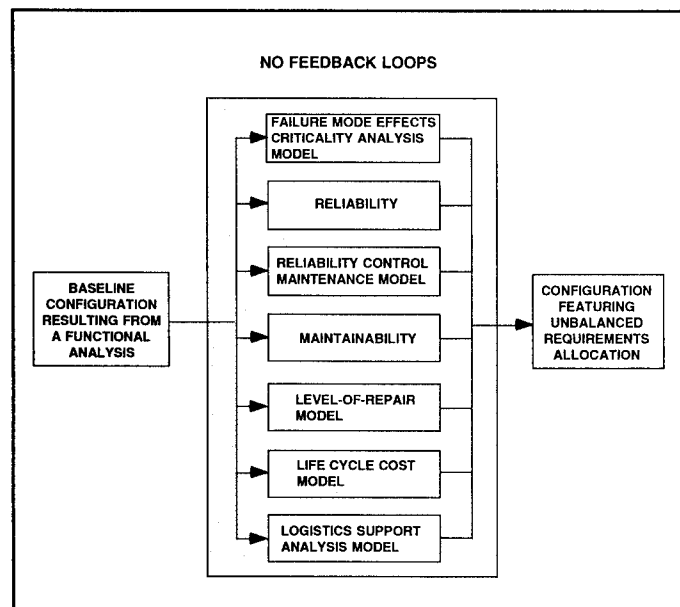 NO FEEDBACK LOOPS
BASELINE
CONFIGURATION
RESULTING FROM
A FUNCTIONAL
ANALYSIS
FAILURE MODE EFFECTS
CRITICALITY ANALYSIS
MODEL
RELIABILITY
RELIABILITY CONTROL
MAINTENANCE MODEL
MAINTAINABILITY
LEVEL-OF-REPAIR
MODEL
LIFE CYCLE COST
MODEL
LOGISTICS SUPPORT
ANALYSIS MODEL
CONFIGURATION
FEATURING
UNBALANCED
REQUIREMENTS
ALLOCATION